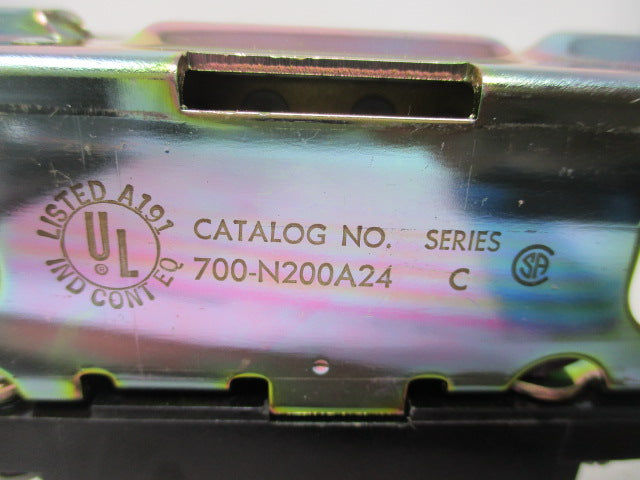 LISTED A191
UL
IND CONT EQ
CATALOG NO. SERIES
700-N200A24 C
SA